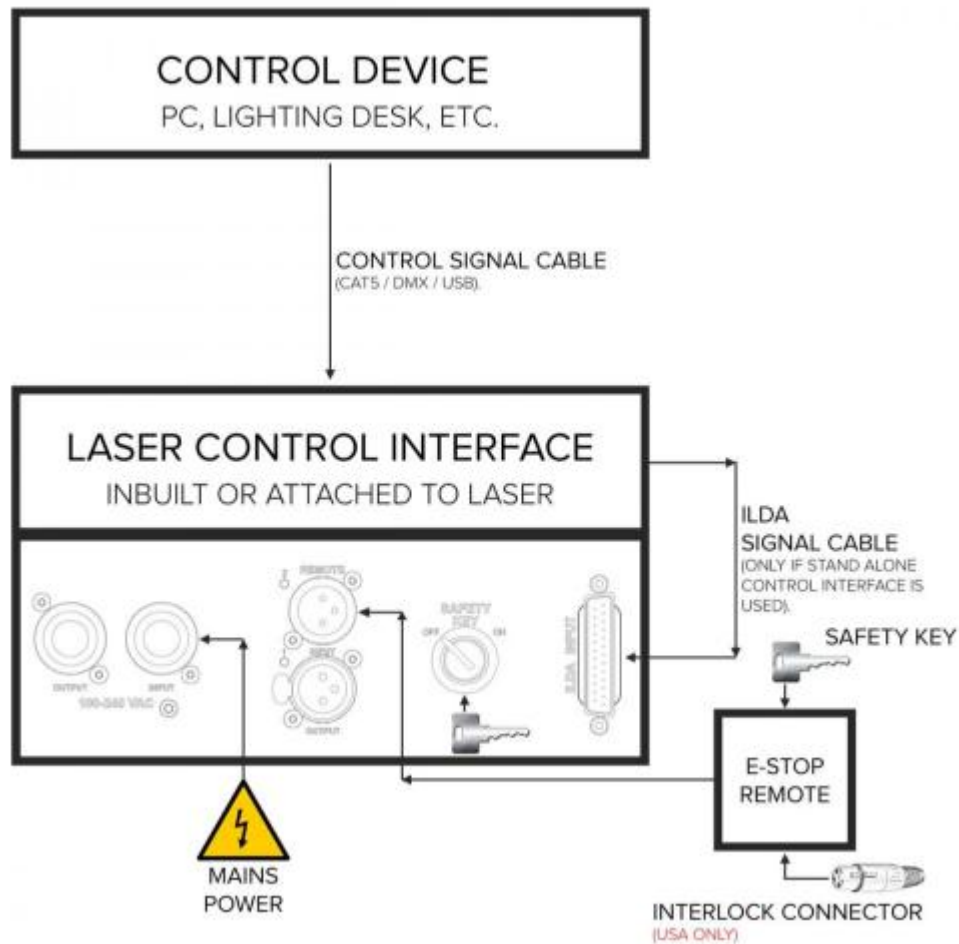 CONTROL DEVICE
PC, LIGHTING DESK, ETC.
CONTROL SIGNAL CABLE
(CAT5 / DMX / USB).
LASER CONTROL INTERFACE
INBUILT OR ATTACHED TO LASER
ILDA
SIGNAL CABLE
(ONLY IF STAND ALONE
CONTROL INTERFACE IS
USED).
REMOTE
SAFETY
KEY
OFF
ON
OUTPUT
INPUT
100-240 VAC
OUTPUT
ILDA INPUT
SAFETY KEY
E-STOP
REMOTE
MAINS
POWER
INTERLOCK CONNECTOR
(USA ONLY)